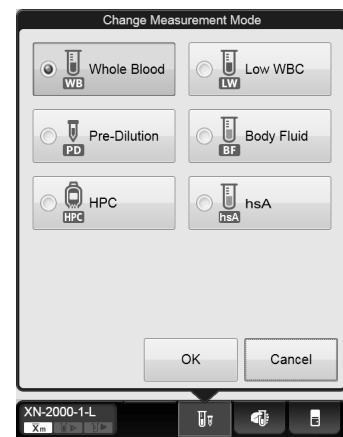 Change Measurement Mode
WB Whole Blood
LW Low WBC
PD Pre-Dilution
BF Body Fluid
HPC HPC
hsA hsA
OK Cancel
XN-2000-1-L
Xm